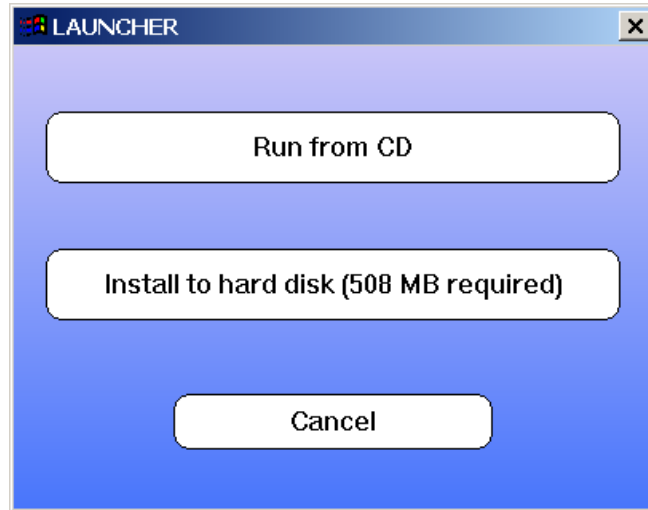 LAUNCHER
Run from CD
Install to hard disk (508 MB required)
Cancel